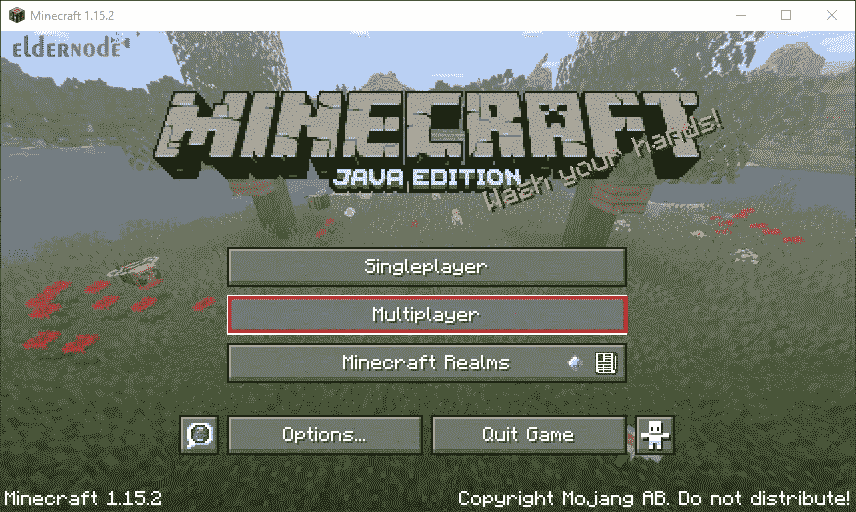 Minecraft 1.15.2
eLDeRNODe
MINECRAFT
JAVA EDITION
Wash your hands!
Singleplayer
Multiplayer
Minecraft Realms
Options...
Quit Game
Minecraft 1.15.2
Copyright Mojang AB. Do not distribute!